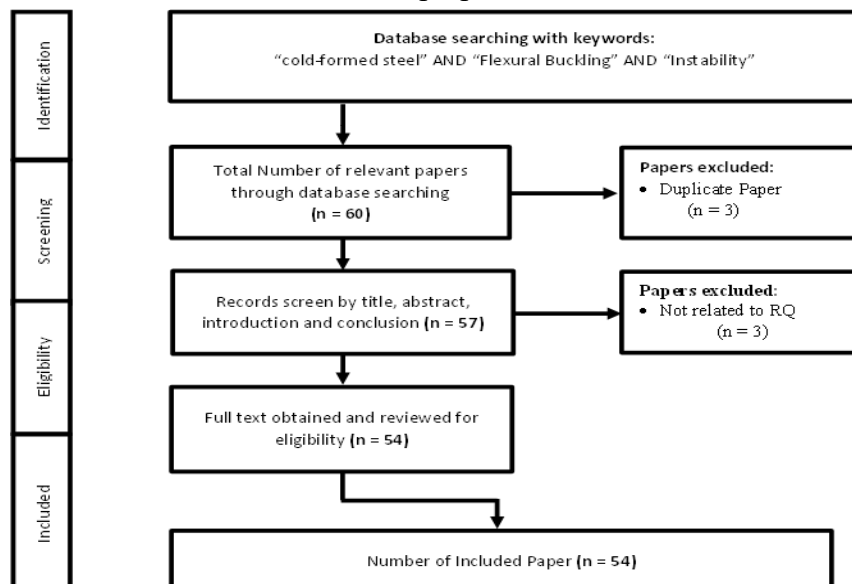 Identification
Database searching with keywords:
“cold-formed steel” AND “Flexural Buckling” AND “Instability”
Screening
Total Number of relevant papers
through database searching
(n = 60)
Papers excluded:
• Duplicate Paper
(n = 3)
Records screen by title, abstract,
introduction and conclusion (n = 57)
Papers excluded:
• Not related to RQ
(n = 3)
Eligibility
Full text obtained and reviewed for
eligibility (n = 54)
Included
Number of Included Paper (n = 54)